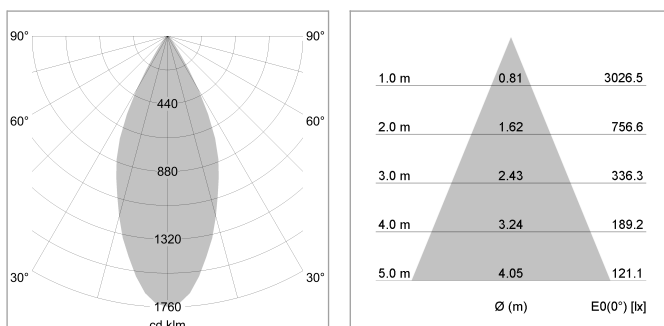 90° 90°
440
60° 60°
880
1320
30° 30°
1760
cd klm
1.0 m 0.81 3026.5
2.0 m 1.62 756.6
3.0 m 2.43 336.3
4.0 m 3.24 189.2
5.0 m 4.05 121.1
Ø (m) E0(0°) [lx]